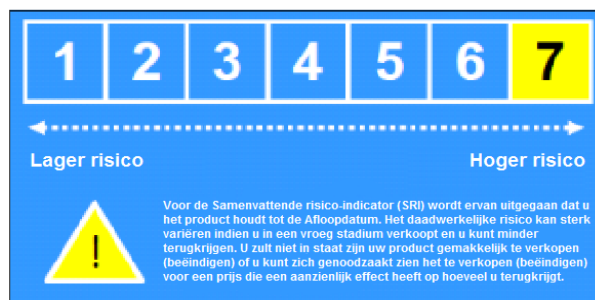 1 2 3 4 5 6 7
Lager risico Hoger risico
Voor de Samenvattende risico-indicator (SRI) wordt ervan uitgegaan dat u
het product houdt tot de Afloopdatum. Het daadwerkelijke risico kan sterk
variëren indien u in een vroeg stadium verkoopt en u kunt minder
terugkrijgen. U zult niet in staat zijn uw product gemakkelijk te verkopen
(beëindigen) of u kunt zich genoodzaakt zien het te verkopen (beëindigen)
voor een prijs die een aanzienlijk effect heeft op hoeveel u terugkrijgt.
!